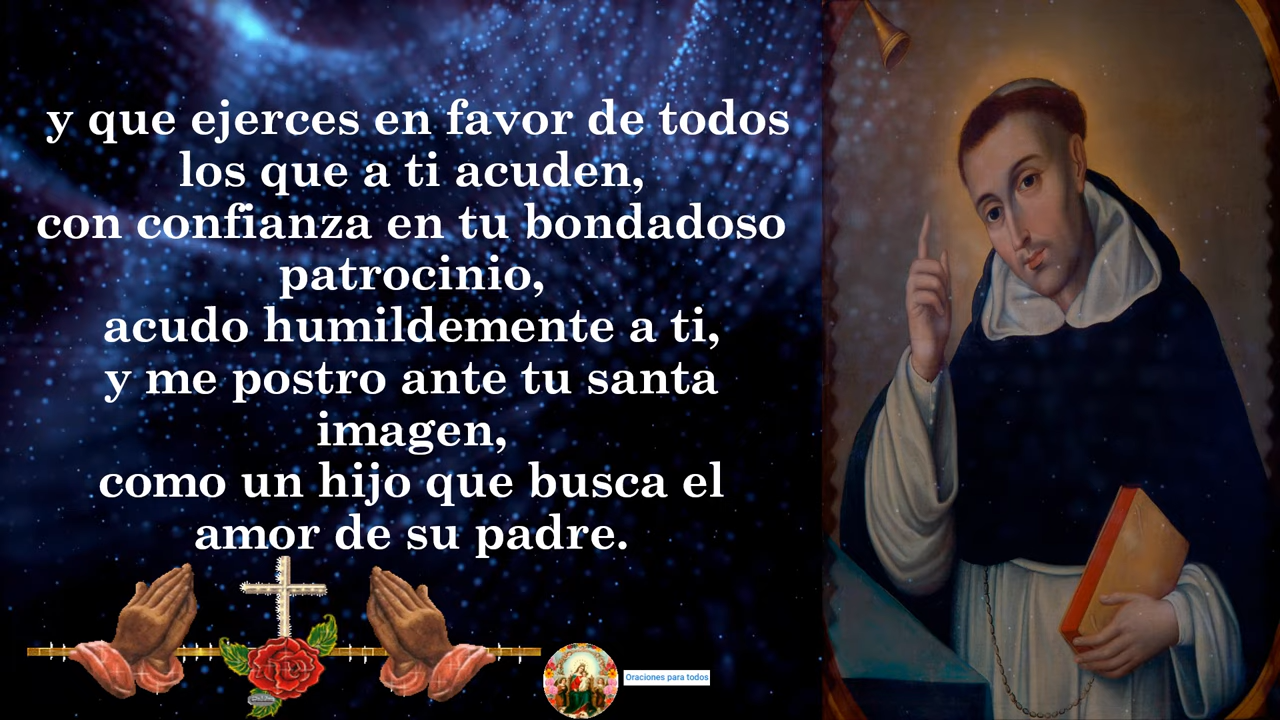 y que ejerces en favor de todos
los que a ti acuden,
con confianza en tu bondadoso
patrocinio,
acudo humildemente a ti,
y me postro ante tu santa
imagen,
como un hijo que busca el
amor de su padre.
Oraciones para todos